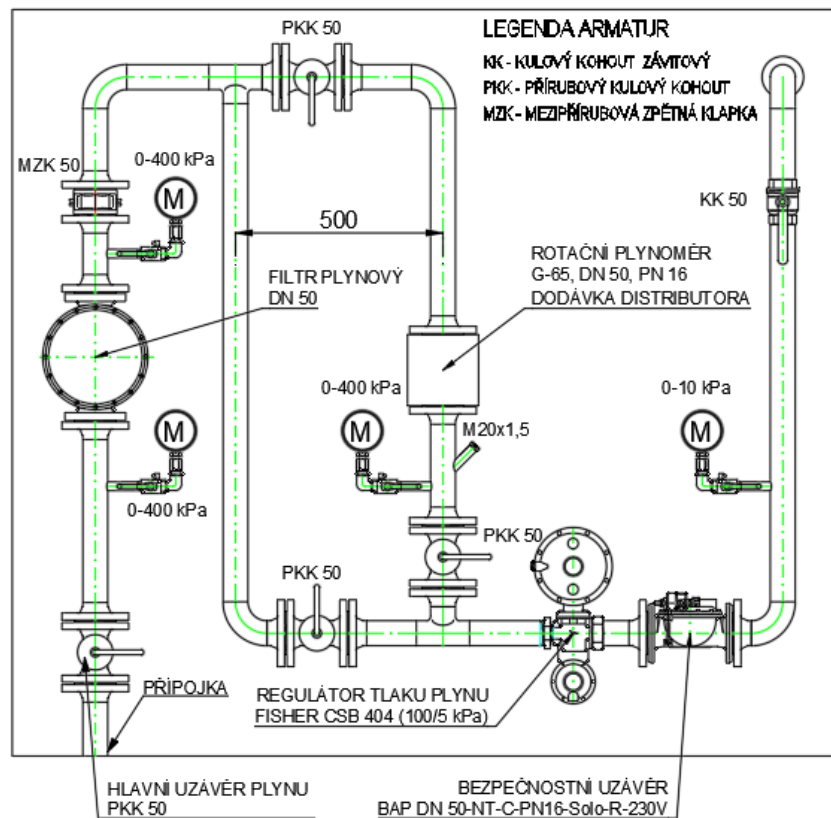 PKK 50
LEGENDA ARMATUR
KK - KULOVÝ KOHOUT ZÁVITOVÝ
PKK - PŘÍRUBOVÝ KULOVÝ KOHOUT
MZK - MEZIPŘÍRUBOVÁ ZPĚTNÁ KLAPKA
MZK 50
0-400 kPa
M
KK 50
500
FILTR PLYNOVÝ
DN 50
ROTAČNÍ PLYNOMĚR
G-65, DN 50, PN 16
DODÁVKA DISTRIBUTORA
0-400 kPa
M
0-10 kPa
M
M
M20x1,5
0-400 kPa
PKK 50
PKK 50
PŘÍPOJKA
REGULÁTOR TLAKU PLYNU
FISHER CSB 404 (100/5 kPa)
HLAVNÍ UZÁVĚR PLYNU
PKK 50
BEZPEČNOSTNÍ UZÁVĚR
BAP DN 50-NT-C-PN16-Solo-R-230V